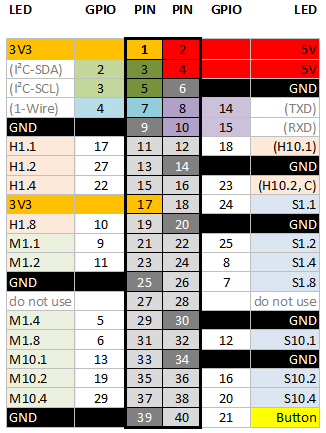 LED GPIO PIN PIN GPIO LED
3V3 1 2 5V
(I²C-SDA) 2 3 4 5V
(I²C-SCL) 3 5 6 GND
(1-Wire) 4 7 8 14 (TXD)
GND 9 10 15 (RXD)
H1.1 17 11 12 18 (H10.1)
H1.2 27 13 14 GND
H1.4 22 15 16 23 (H10.2, C)
3V3 17 18 24 S1.1
H1.8 10 19 20 GND
M1.1 9 21 22 25 S1.2
M1.2 11 23 24 8 S1.4
GND 25 26 7 S1.8
do not use 27 28 do not use
M1.4 5 29 30 GND
M1.8 6 31 32 12 S10.1
M10.1 13 33 34 GND
M10.2 19 35 36 16 S10.2
M10.4 29 37 38 20 S10.4
GND 39 40 21 Button